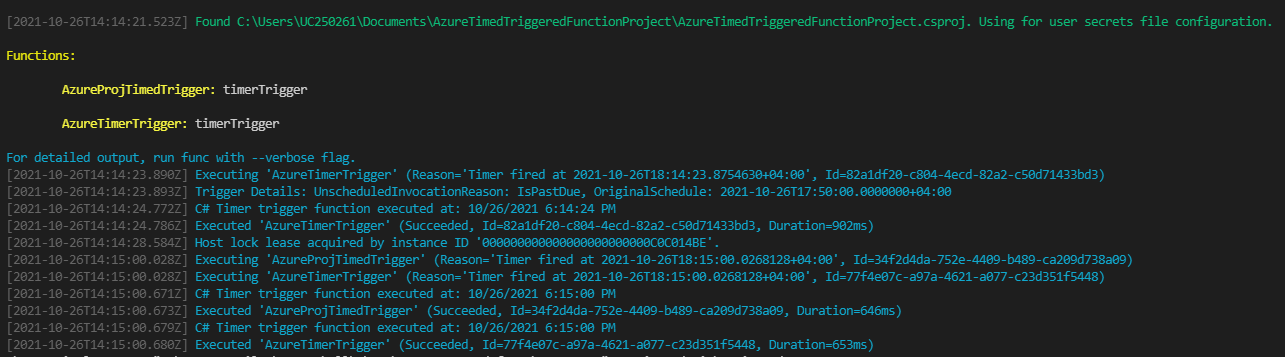 [2021-10-26T14:14:21.523Z] Found C:\Users\UC250261\Documents\AzureTimedTriggeredFunctionProject\AzureTimedTriggeredFunctionProject.csproj. Using for user secrets file configuration.
Functions:
AzureProjTimedTrigger: timerTrigger
AzureTimerTrigger: timerTrigger
For detailed output, run func with --verbose flag.
[2021-10-26T14:14:23.890Z] Executing 'AzureTimerTrigger' (Reason='Timer fired at 2021-10-26T18:14:23.8754630+04:00', Id=82a1df20-c804-4ecd-82a2-c50d71433bd3)
[2021-10-26T14:14:23.893Z] Trigger Details: UnscheduledInvocationReason: IsPastDue, OriginalSchedule: 2021-10-26T17:50:00.0000000+04:00
[2021-10-26T14:14:24.772Z] C# Timer trigger function executed at: 10/26/2021 6:14:24 PM
[2021-10-26T14:14:24.786Z] Executed 'AzureTimerTrigger' (Succeeded, Id=82a1df20-c804-4ecd-82a2-c50d71433bd3, Duration=902ms)
[2021-10-26T14:14:28.584Z] Host lock lease acquired by instance ID '000000000000000000000000C0C014BE'.
[2021-10-26T14:15:00.028Z] Executing 'AzureProjTimedTrigger' (Reason='Timer fired at 2021-10-26T18:15:00.0268128+04:00', Id=34f2d4da-752e-4409-b489-ca209d738a09)
[2021-10-26T14:15:00.028Z] Executing 'AzureTimerTrigger' (Reason='Timer fired at 2021-10-26T18:15:00.0268128+04:00', Id=77f4e07c-a97a-4621-a077-c23d351f5448)
[2021-10-26T14:15:00.671Z] C# Timer trigger function executed at: 10/26/2021 6:15:00 PM
[2021-10-26T14:15:00.673Z] Executed 'AzureProjTimedTrigger' (Succeeded, Id=34f2d4da-752e-4409-b489-ca209d738a09, Duration=646ms)
[2021-10-26T14:15:00.679Z] C# Timer trigger function executed at: 10/26/2021 6:15:00 PM
[2021-10-26T14:15:00.680Z] Executed 'AzureTimerTrigger' (Succeeded, Id=77f4e07c-a97a-4621-a077-c23d351f5448, Duration=653ms)